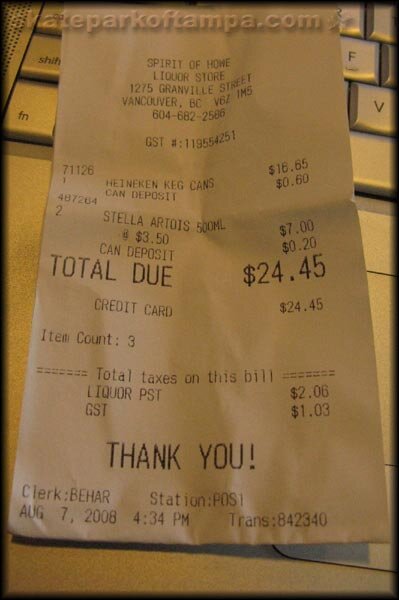 skateparkoftampa.com
shift
fn
F
V
SPIRIT OF HOWE
LIQUOR STORE
1275 GRANVILLE STREET
VANCOUVER, BC V6Z 1M5
604-682-2586
GST #:119554251
71126 $16.65
1 HEINEKEN KEG CANS $0.60
CAN DEPOSIT
487264
2 STELLA ARTOIS 500ML $7.00
@ $3.50
CAN DEPOSIT $0.20
TOTAL DUE $24.45
CREDIT CARD $24.45
Item Count: 3
======= Total taxes on this bill =======
LIQUOR PST $2.06
GST $1.03
THANK YOU!
Clerk:BEHAR Station:POS1
AUG 7, 2008 4:34 PM Trans:842340